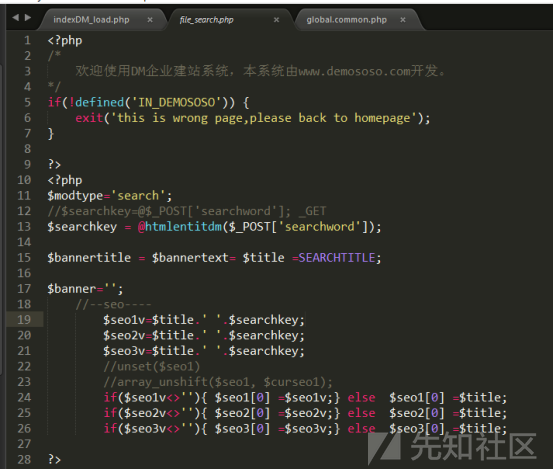 indexDM_load.php × file_search.php × global.common.php ×
1 <?php
2 /*
3 欢迎使用DM企业建站系统，本系统由www.demososo.com开发。
4 */
5 if(!defined('IN_DEMOSOSO')) {
6 exit('this is wrong page,please back to homepage');
7 }
8
9 ?>
10 <?php
11 $modtype='search';
12 //$searchkey=@$_POST['searchword']; _GET
13 $searchkey = @htmlentitdm($_POST['searchword']);
14
15 $bannertitle = $bannertext= $title =SEARCHTITLE;
16
17 $banner='';
18 //--seo----
19 $seo1v=$title.' '.$searchkey;
20 $seo2v=$title.' '.$searchkey;
21 $seo3v=$title.' '.$searchkey;
22 //unset($seo1)
23 //array_unshift($seo1, $curseo1);
24 if($seo1v<>''){ $seo1[0] =$seo1v;} else $seo1[0] =$title;
25 if($seo2v<>''){ $seo2[0] =$seo2v;} else $seo2[0] =$title;
26 if($seo3v<>''){ $seo3[0] =$seo3v;} else $seo3[0] =$title;
27
28 ?>
先知社区